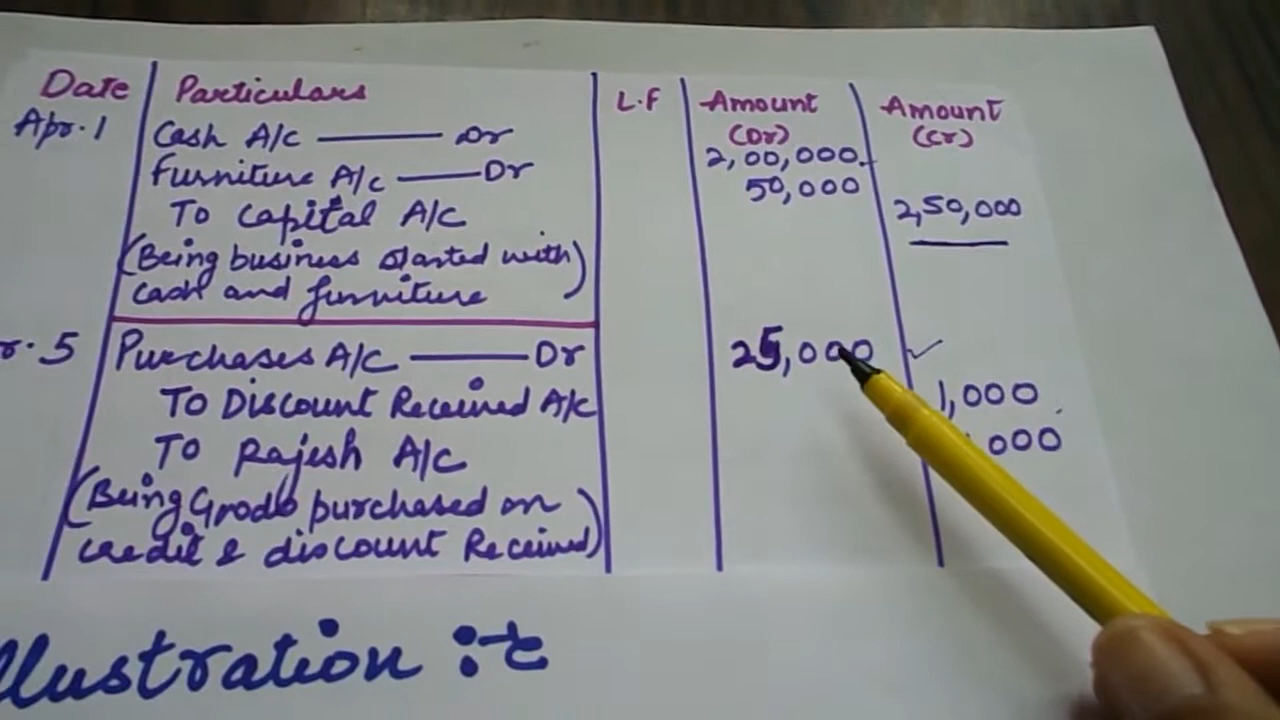 Date Particulars L.F Amount (Dr) Amount (Cr)
Apr. 1 Cash A/c Dr 2,00,000
Furniture A/c Dr 50,000
To Capital A/c 2,50,000
(Being business started with
cash and furniture)
5 Purchases A/C Dr 25,000
To Discount Received A/c 1,000
To Rajesh A/C
(Being Goods purchased on
credit & discount Received)